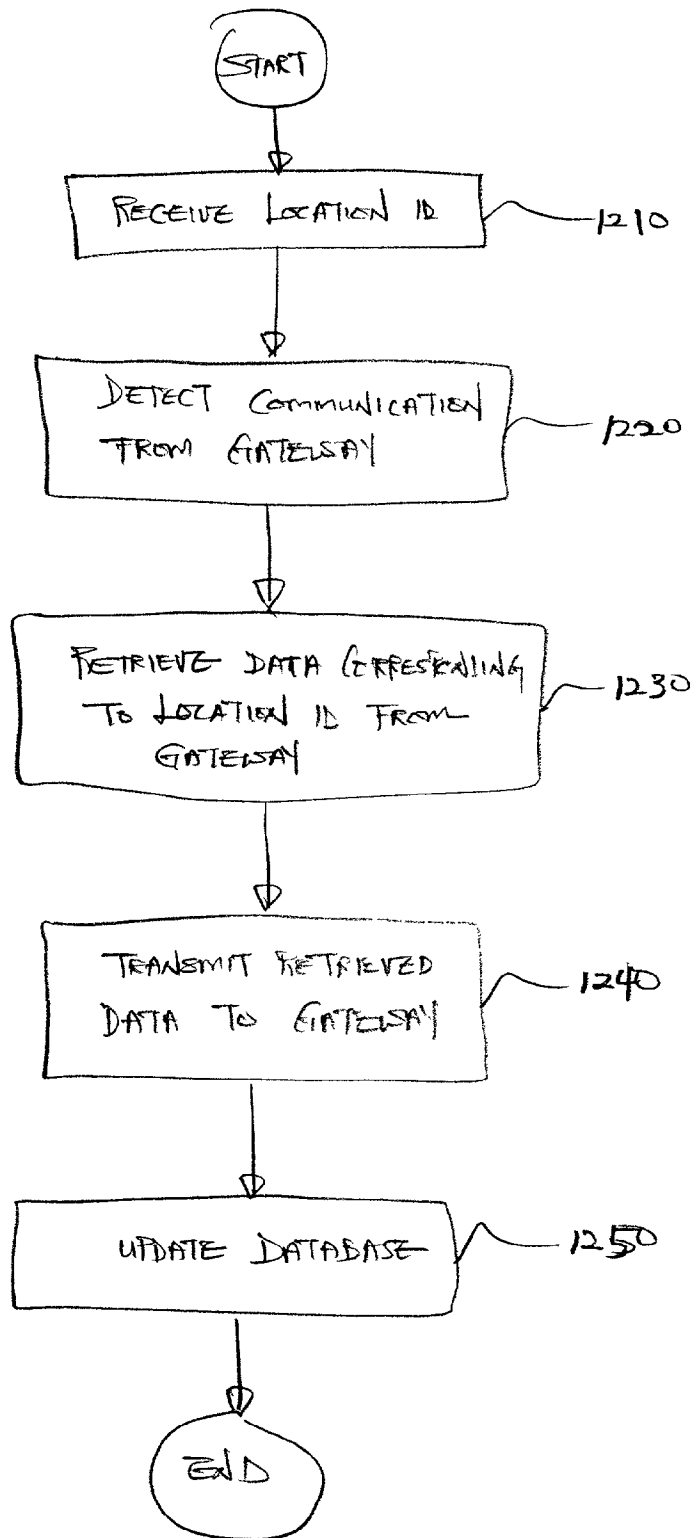 START
RECEIVE LOCATION ID
1210
DETECT COMMUNICATION
FROM GATEWAY
1220
RETRIEVE DATA CORRESPONDING
TO LOCATION ID FROM
GATEWAY
1230
TRANSMIT RETRIEVED
DATA TO GATEWAY
1240
UPDATE DATABASE
1250
END